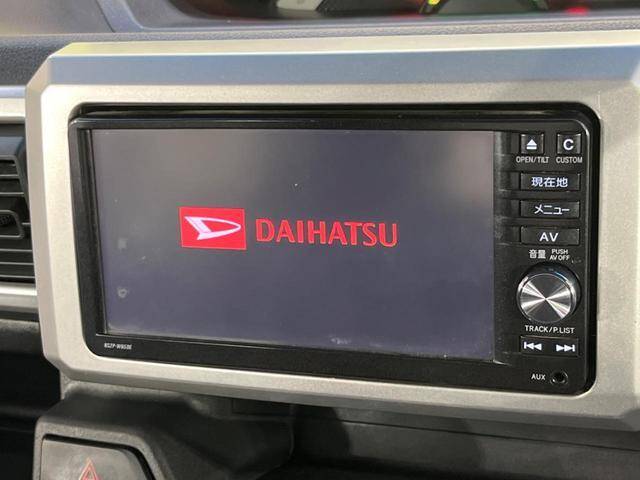 OPEN/TILT
C
CUSTOM
現在地
メニュー
DAIHATSU
AV
音量 PUSH
AV OFF
TRACK/P.LIST
AUX